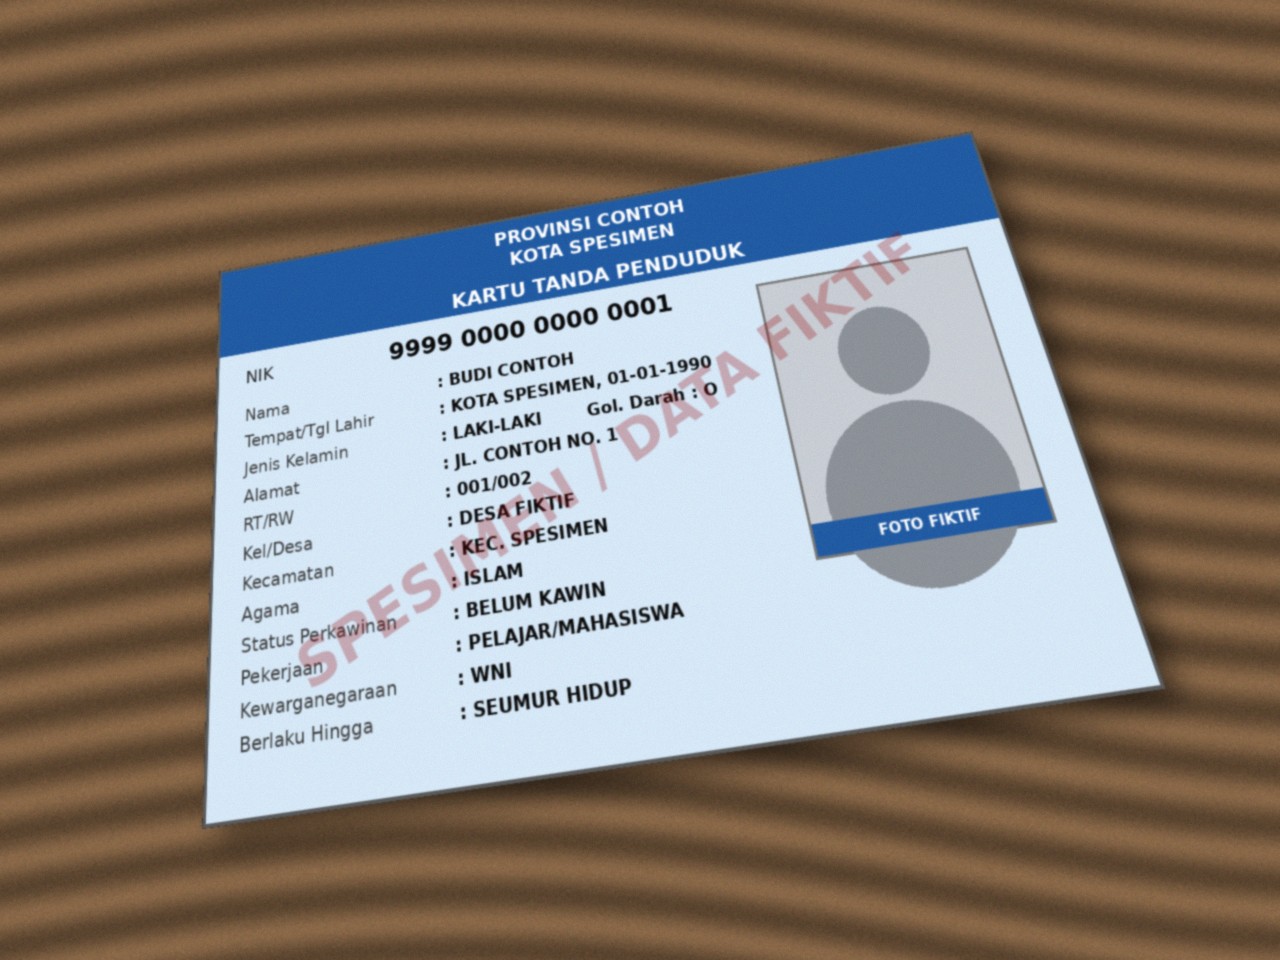 PROVINSI CONTOH
KOTA SPESIMEN
KARTU TANDA PENDUDUK
NIK 9999 0000 0000 0001
Nama : BUDI CONTOH
Tempat/Tgl Lahir : KOTA SPESIMEN, 01-01-1990
Jenis Kelamin : LAKI-LAKI Gol. Darah : O
Alamat : JL. CONTOH NO. 1
RT/RW : 001/002
Kel/Desa : DESA FIKTIF
Kecamatan : KEC. SPESIMEN
Agama : ISLAM
Status Perkawinan : BELUM KAWIN
Pekerjaan : PELAJAR/MAHASISWA
Kewarganegaraan : WNI
Berlaku Hingga : SEUMUR HIDUP
FOTO FIKTIF
SPESIMEN / DATA FIKTIF